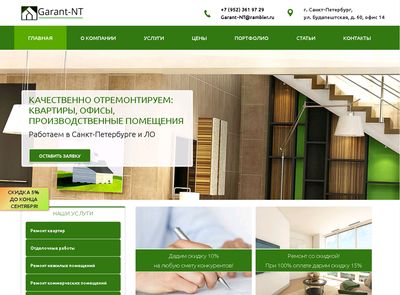 Garant-NT
+7 (952) 361 97 29
Garant-NT@rambler.ru
г. Санкт-Петербург,
ул. Будапештская, д. 60, офис 14
ГЛАВНАЯ
О КОМПАНИИ
УСЛУГИ
ЦЕНЫ
ПОРТФОЛИО
СТАТЬИ
КОНТАКТЫ
КАЧЕСТВЕННО ОТРЕМОНТИРУЕМ:
КВАРТИРЫ, ОФИСЫ,
ПРОИЗВОДСТВЕННЫЕ ПОМЕЩЕНИЯ
Работаем в Санкт-Петербурге и ЛО
ОСТАВИТЬ ЗАЯВКУ
СКИДКА 5%
ДО КОНЦА
СЕНТЯБРЯ!
НАШИ УСЛУГИ
Ремонт квартир
Отделочные работы
Ремонт нежилых помещений
Ремонт коммерческих помещений
Дадим скидку 10%
на любую смету конкурентов!
Ремонт со скидкой!
При 100% оплате дадим скидку 15%